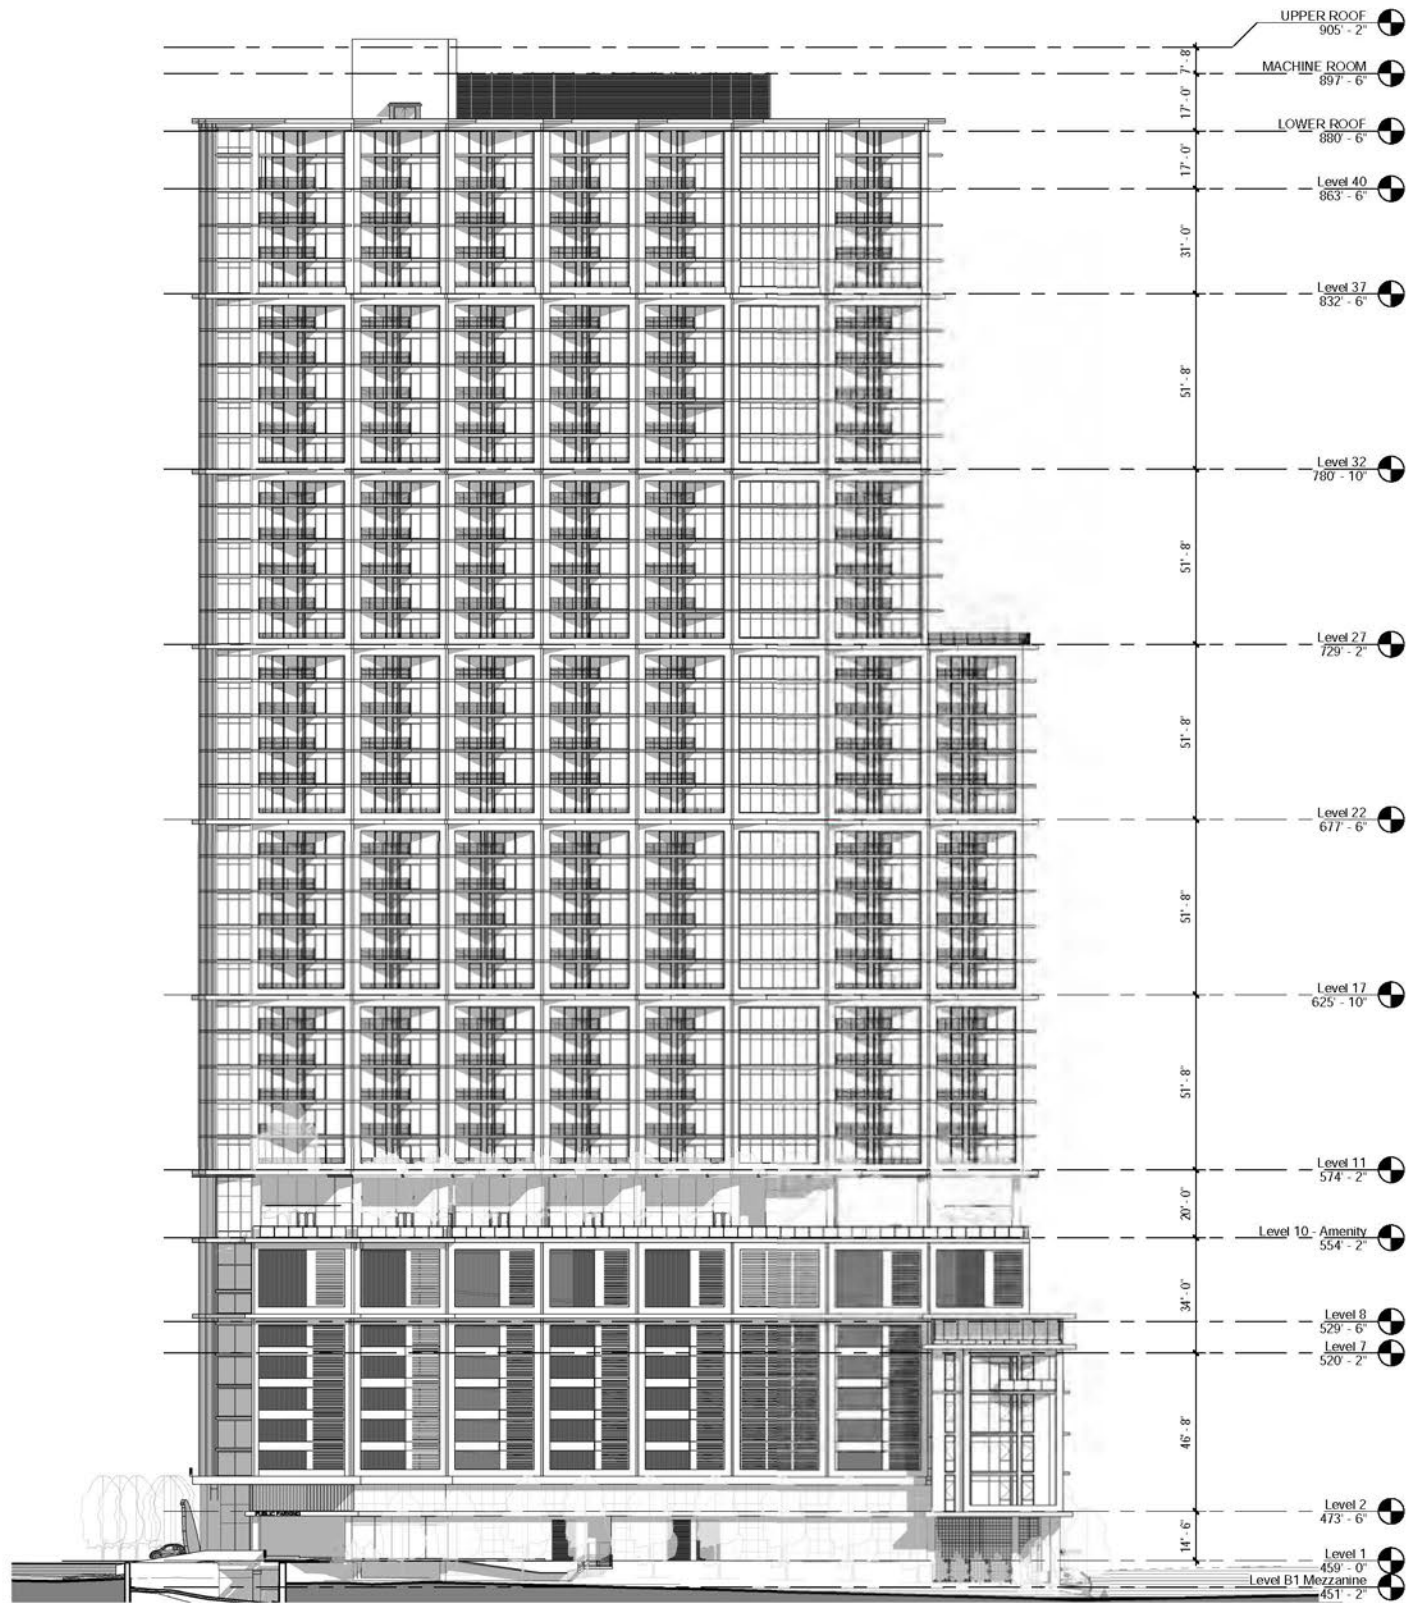 UPPER ROOF
905' - 2"
7' - 8"
MACHINE ROOM
897' - 6"
17' - 0"
LOWER ROOF
880' - 6"
17' - 0"
Level 40
863' - 6"
31' - 0"
Level 37
832' - 6"
51' - 8"
Level 32
780' - 10"
51' - 8"
Level 27
729' - 2"
51' - 8"
Level 22
677' - 6"
51' - 8"
Level 17
625' - 10"
51' - 8"
Level 11
574' - 2"
20' - 0"
Level 10 - Amenity
554' - 2"
34' - 0"
Level 8
529' - 6"
Level 7
520' - 2"
46' - 8"
Level 2
473' - 6"
PUBLIC PARKING
14' - 6"
Level 1
459' - 0"
Level B1 Mezzanine
451' - 2"